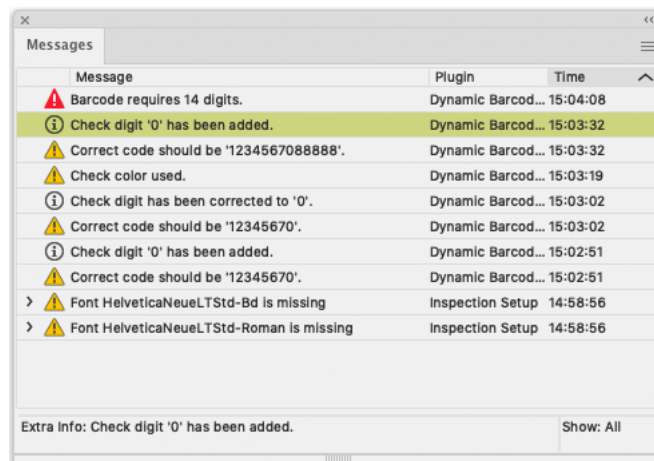 Messages
Message Plugin Time
Barcode requires 14 digits. Dynamic Barcod... 15:04:08
Check digit '0' has been added. Dynamic Barcod... 15:03:32
Correct code should be '1234567088888'. Dynamic Barcod... 15:03:32
Check color used. Dynamic Barcod... 15:03:19
Check digit has been corrected to '0'. Dynamic Barcod... 15:03:02
Correct code should be '12345670'. Dynamic Barcod... 15:03:02
Check digit '0' has been added. Dynamic Barcod... 15:02:51
Correct code should be '12345670'. Dynamic Barcod... 15:02:51
Font HelveticaNeueLTStd-Bd is missing Inspection Setup 14:58:56
Font HelveticaNeueLTStd-Roman is missing Inspection Setup 14:58:56
Extra Info: Check digit '0' has been added. Show: All